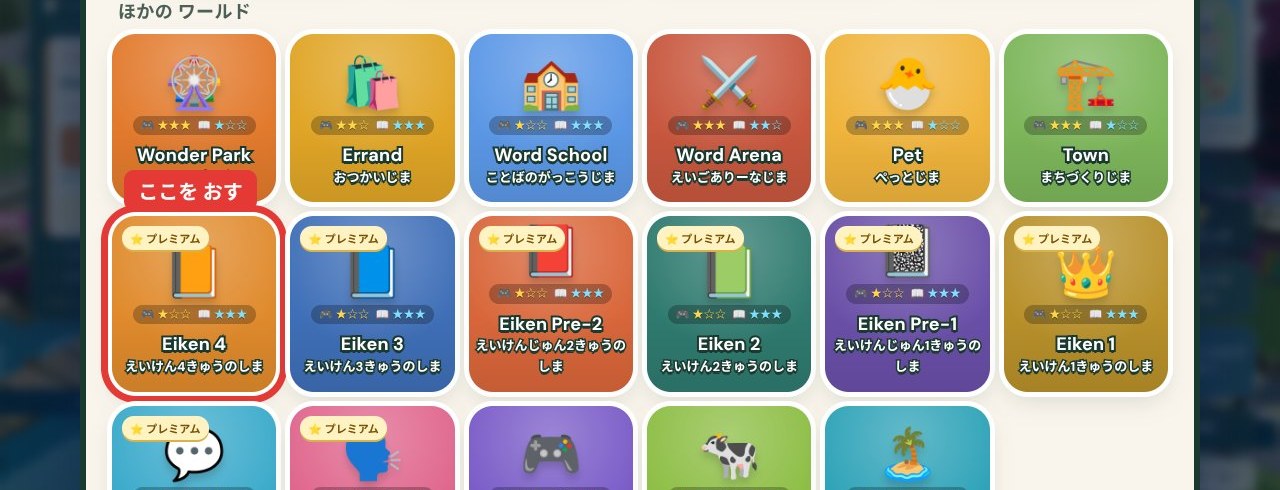 ほかの ワールド
Wonder Park
Errand
おつかいじま
Word School
ことばのがっこうじま
Word Arena
えいごありーなじま
Pet
ぺっとじま
Town
まちづくりじま
ここを おす
プレミアム
Eiken 4
えいけん4きゅうのしま
プレミアム
Eiken 3
えいけん3きゅうのしま
プレミアム
Eiken Pre-2
えいけんじゅん2きゅうの
しま
プレミアム
Eiken 2
えいけん2きゅうのしま
プレミアム
Eiken Pre-1
えいけんじゅん1きゅうの
しま
プレミアム
Eiken 1
えいけん1きゅうのしま
プレミアム
プレミアム